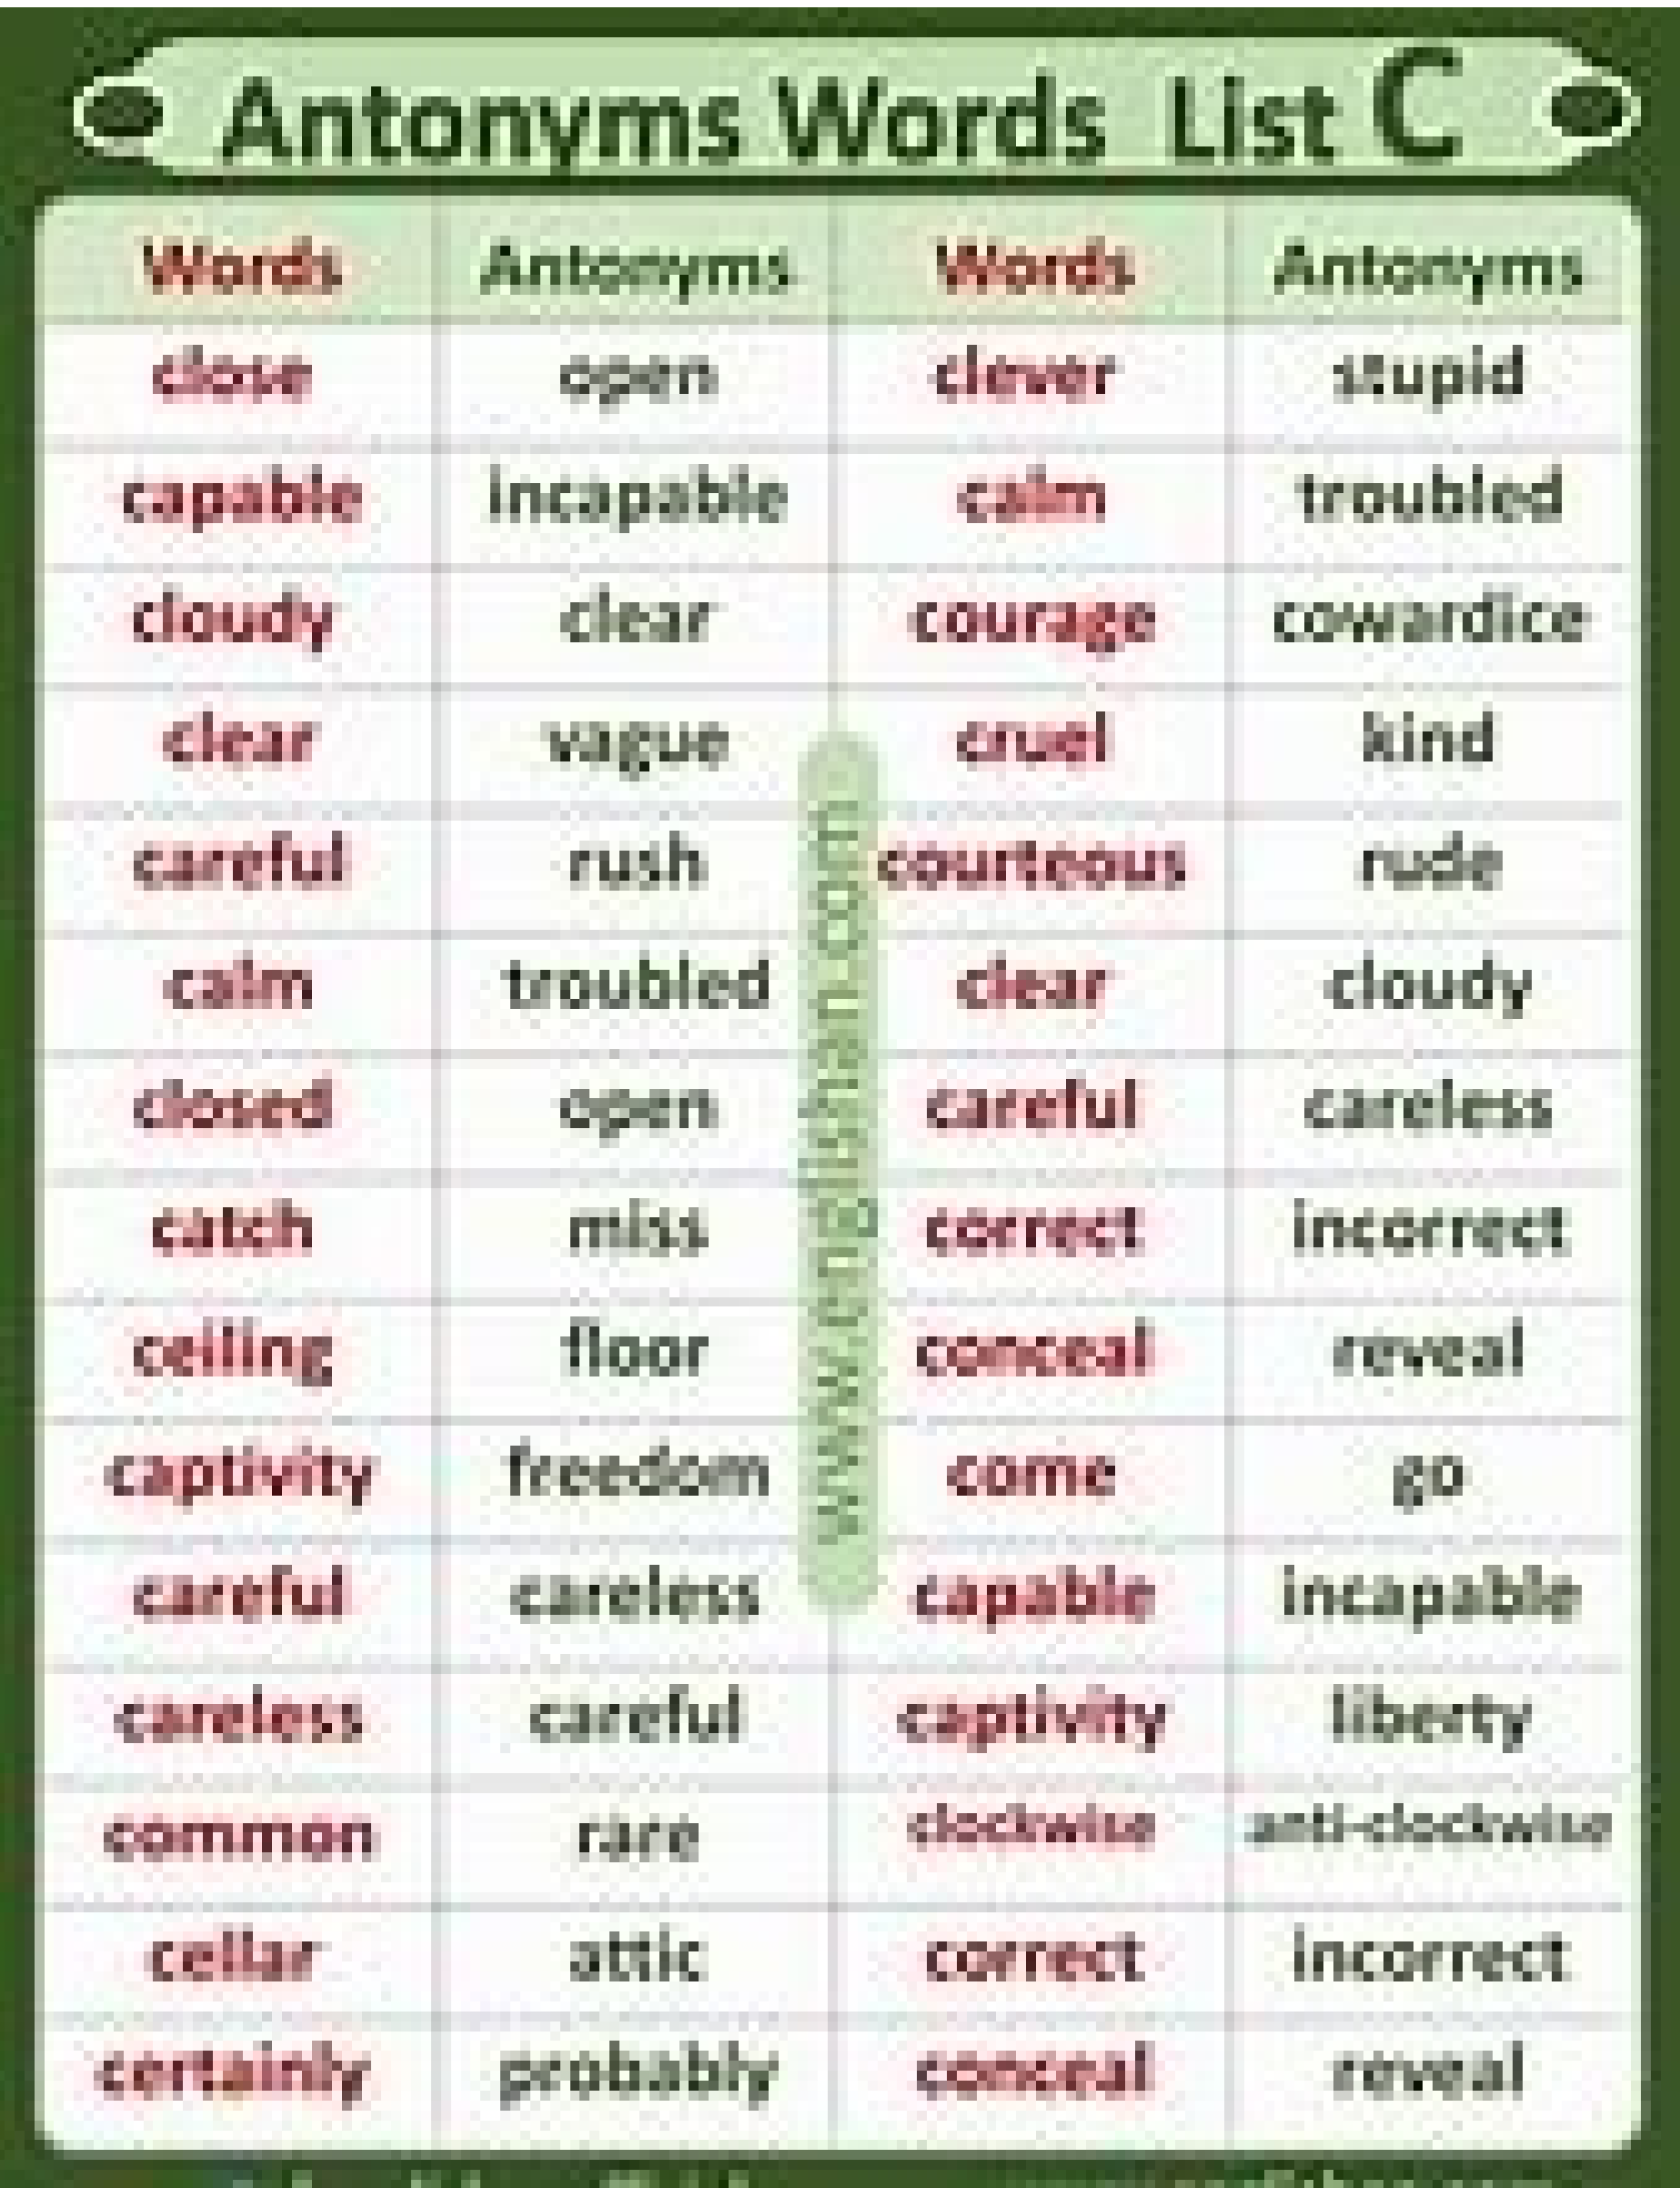 Antonyms Words List C
Words Antonyms Words Antonyms
close open clever stupid
capable incapable calm troubled
cloudy clear courage cowardice
clear vague cruel kind
careful rush courteous rude
calm troubled clear cloudy
closed open careful careless
catch miss correct incorrect
ceiling floor conceal reveal
captivity freedom come go
careful careless capable incapable
careless careful captivity liberty
common rare clockwise anti-clockwise
cellar attic correct incorrect
certainly probably conceal reveal
www.englishan.com